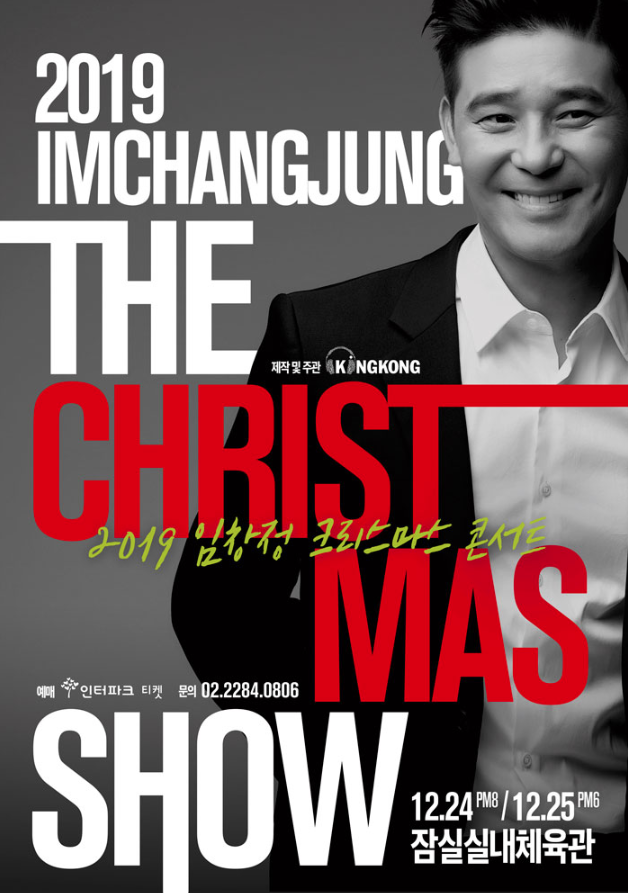 2019
IMCHANGJUNG
THE
제작 및 주관 KINGKONG
CHRIST
2019 임창정 크리스마스 콘서트
MAS
예매 인터파크 티켓 문의 02.2284.0806
SHOW
12.24 PM8 / 12.25 PM6
잠실실내체육관